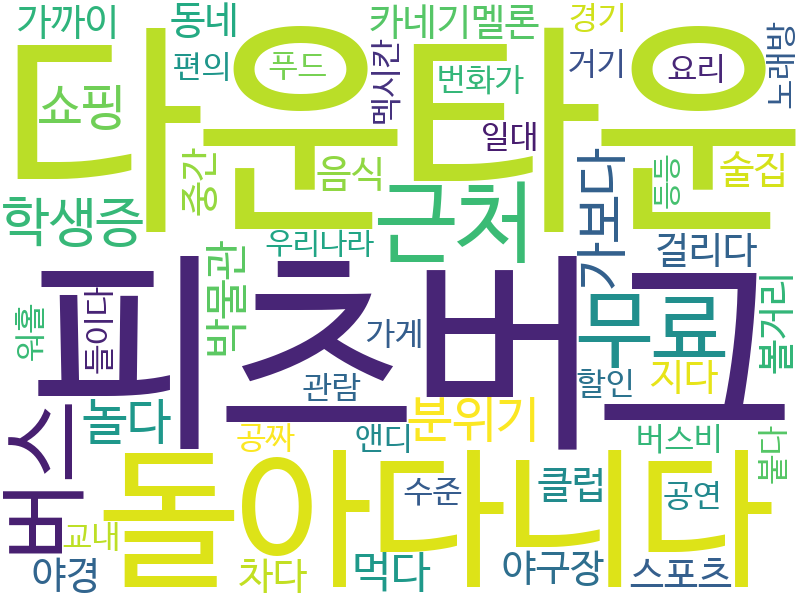 가까이 동네 카네기멜론 경기
다운타운
쇼핑 편의 푸드 멕시칸 번화가 거기 요리 노래방
일대
중간 음식 등등 술집
학생증 근처 가보다
우리나라 걸리다
박물관
피츠버그
워홀 들이다 가게 무료 볼거리
관람 할인 지다
버스 놀다 공짜 앤디 분위기 버스비 붙다
돌아다니다
수준 클럽 공연
교내
야경 차다 먹다 야구장 스포츠